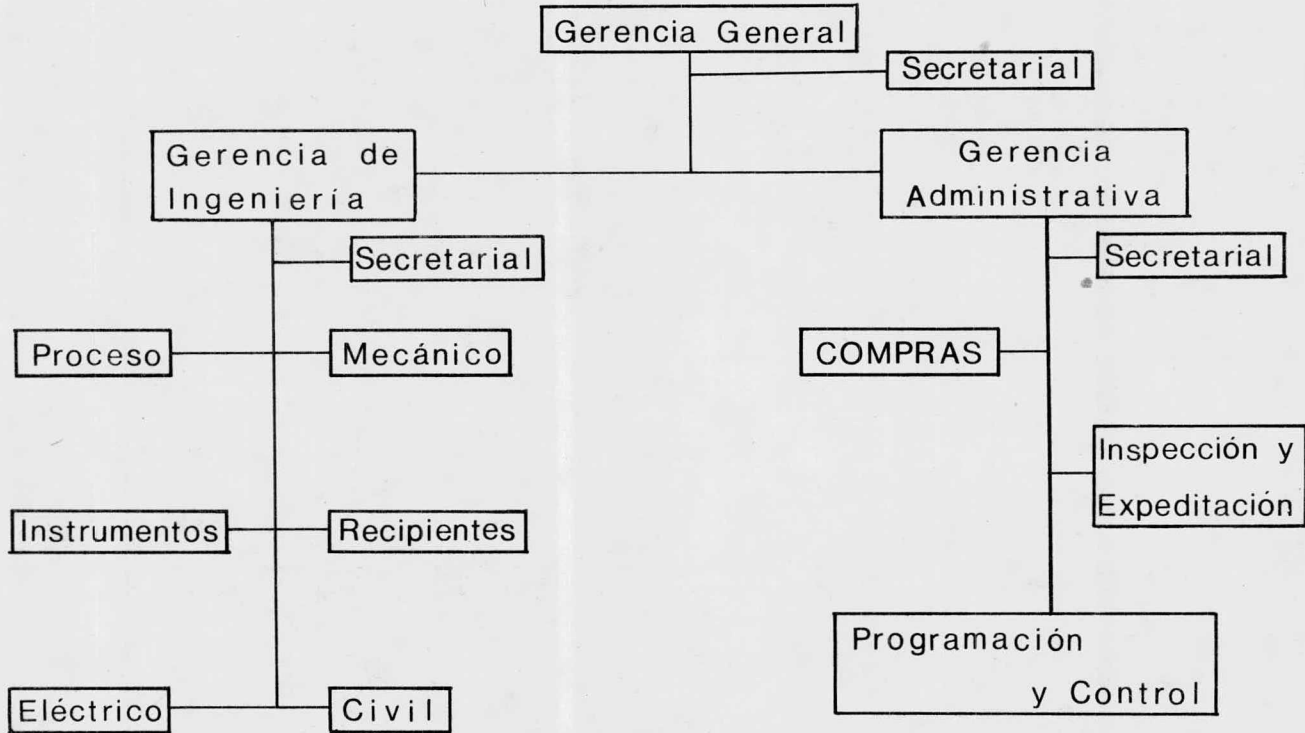 Gerencia General
Secretarial
Gerencia de
Ingeniería
Gerencia
Administrativa
Secretarial
Secretarial
Proceso
Mecánico
COMPRAS
Inspección y
Expeditación
Instrumentos
Recipientes
Programación
y Control
Eléctrico
Civil